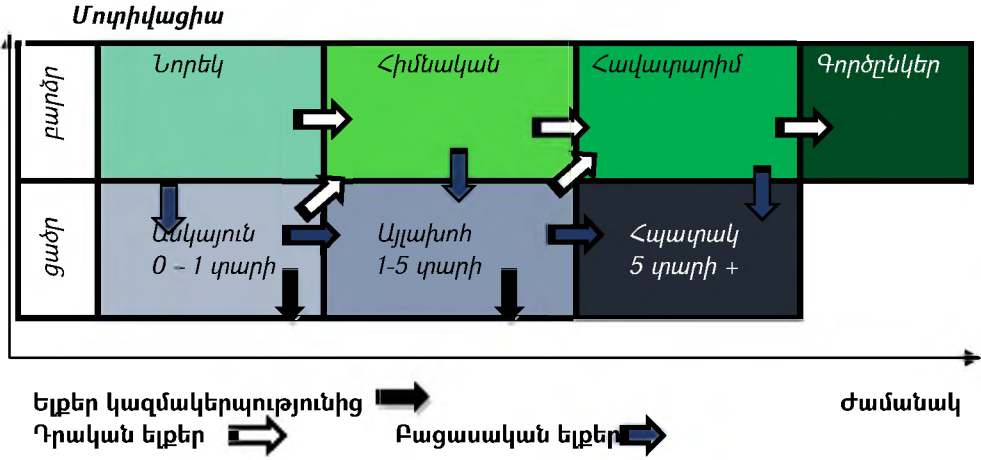 Մոտիվացիա
բարձր
Նորեկ
Հիմնական
Հավատարիմ
Գործընկեր
ցածր
Անկայուն
0 – 1 տարի
Այլախոհ
1-5 տարի
Հպատակ
5 տարի +
Ելքեր կազմակերպությունից
Ժամանակ
Դրական ելքեր
Բացասական ելքեր